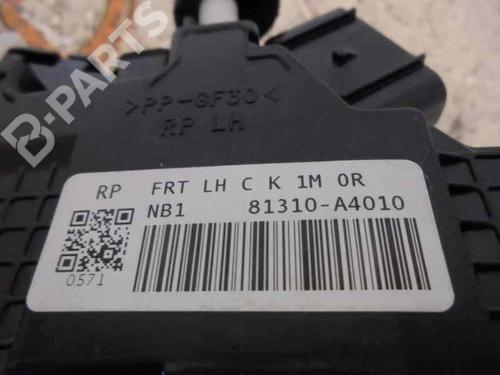 B-PARTS
>PP-GF30<
RP LH
RP FRT LH C K 1M 0R
NB1 81310-A4010
0571